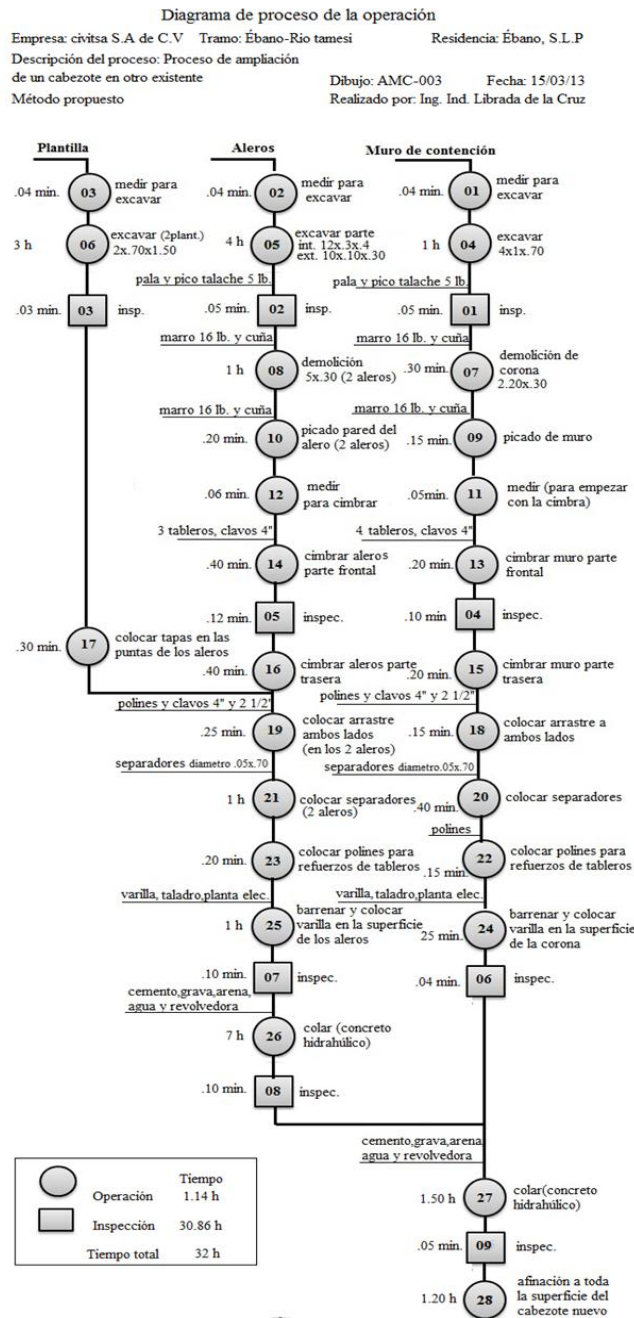 Diagrama de proceso de la operación
Empresa: civitsa S.A de C.V Tramo: Ébano-Rio tamesi Residencia: Ébano, S.L.P
Descripción del proceso: Proceso de ampliación
de un cabezote en otro existente
Dibujo: AMC-003 Fecha: 15/03/13
Método propuesto
Realizado por: Ing. Ind. Librada de la Cruz
Plantilla
.04 min. 03 medir para
excavar
3 h 06 excavar (2plant.)
2x.70x1.50
.03 min. 03 insp.
.30 min. 17 colocar tapas en las
puntas de los aleros
Aleros
.04 min. 02 medir para
excavar
4 h 05 excavar parte
int. 12x.3x.4
ext. 10x.10x.30
pala y pico talache 5 lb.
.05 min. 02 insp.
marro 16 lb. y cuña
1 h 08 demolición
5x.30 (2 aleros)
marro 16 lb. y cuña
.20 min. 10 picado pared del
alero (2 aleros)
.06 min. 12 medir
para cimbrar
3 tableros, clavos 4"
.40 min. 14 cimbrar aleros
parte frontal
.12 min. 05 inspec.
.40 min. 16 cimbrar aleros parte
trasera
polines y clavos 4" y 2 1/2"
.25 min. 19 colocar arrastre
ambos lados
(en los 2 aleros)
separadores diametro .05x.70
1 h 21 colocar separadores
(2 aleros)
.20 min. 23 colocar polines para
refuerzos de tableros
varilla, taladro,planta elec.
1 h 25 barrenar y colocar
varilla en la superficie
de los aleros
.10 min. 07 inspec.
cemento,grava,arena,
agua y revolvedora
7 h 26 colar (concreto
hidrahúlico)
.10 min. 08 inspec.
Muro de contención
.04 min. 01 medir para
excavar
1 h 04 excavar
4x1x.70
pala y pico talache 5 lb.
.05 min. 01 insp.
marro 16 lb. y cuña
.30 min. 07 demolición de
corona
2.20x.30
marro 16 lb. y cuña
.15 min. 09 picado de muro
.05min. 11 medir (para empezar
con la cimbra)
4 tableros, clavos 4"
.20 min. 13 cimbrar muro parte
frontal
.10 min 04 inspec.
.20 min. 15 cimbrar muro parte
trasera
polines y clavos 4" y 2 1/2"
.15 min. 18 colocar arrastre a
ambos lados
separadores diametro.05x.70
.40 min. 20 colocar separadores
polines
.15 min. 22 colocar polines para
refuerzos de tableros
varilla, taladro,planta elec.
25 min. 24 barrenar y colocar
varilla en la superficie
de la corona
.04 min. 06 inspec.
cemento,grava,arena,
agua y revolvedora
1.50 h 27 colar(concreto
hidrahúlico)
.05 min. 09 inspec.
1.20 h 28 afinación a toda
la superficie del
cabezote nuevo
Tiempo
Operación 1.14 h
Inspección 30.86 h
Tiempo total 32 h